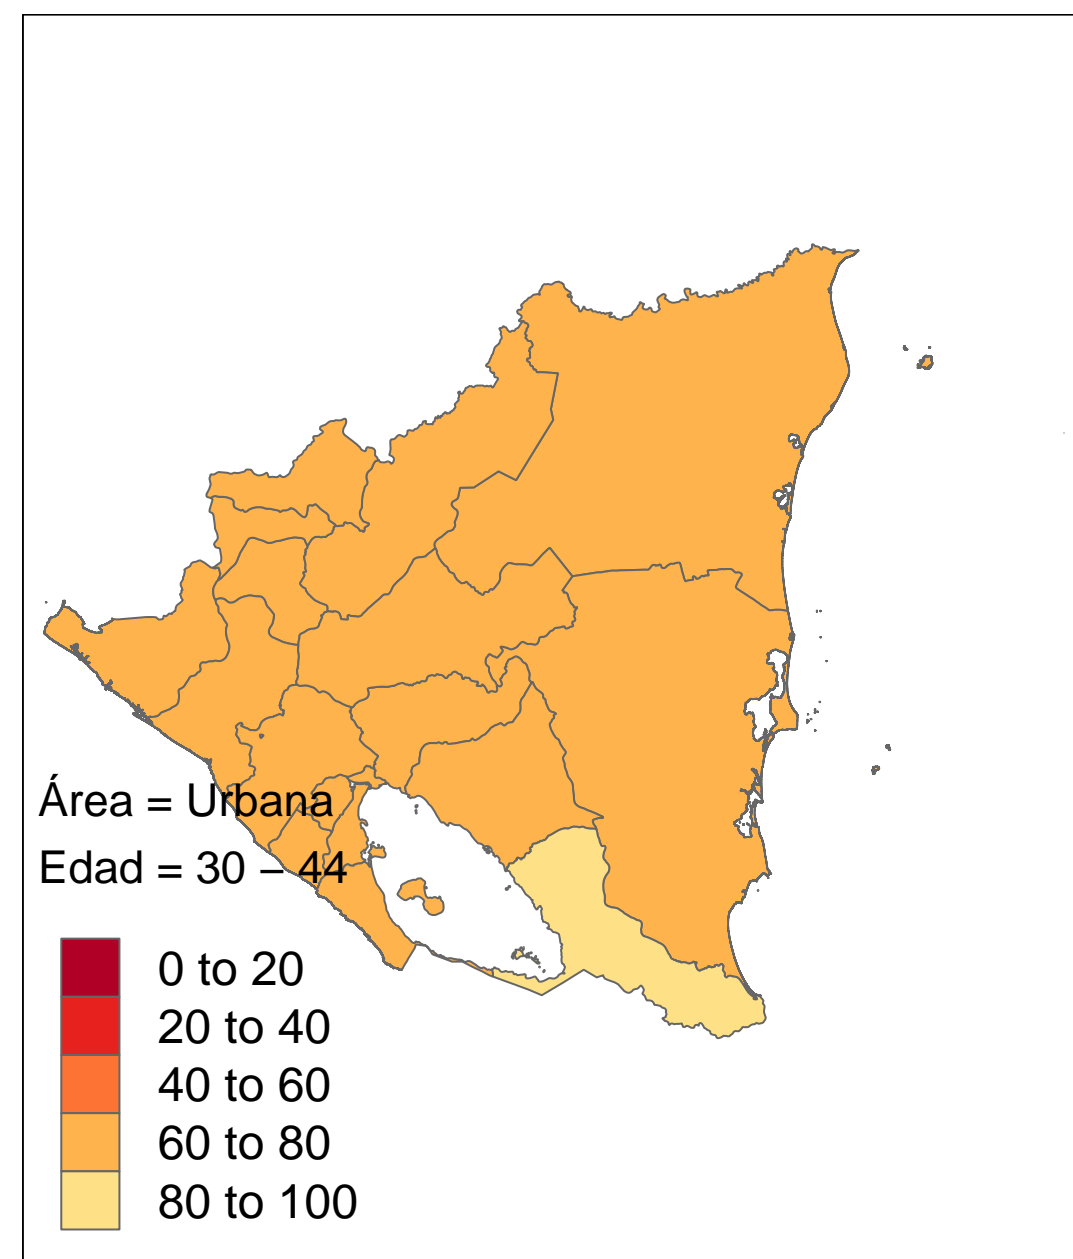 Área = Urbana
Edad = 30 – 44
0 to 20
20 to 40
40 to 60
60 to 80
80 to 100